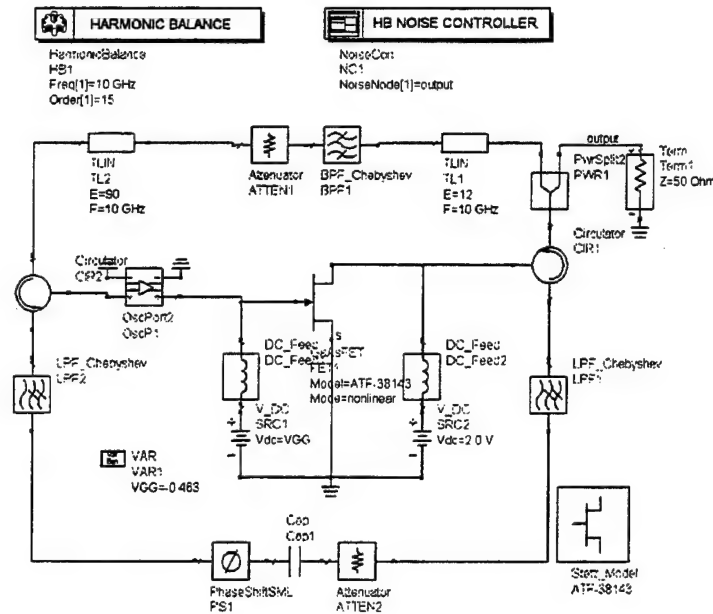 HARMONIC BALANCE
HB NOISE CONTROLLER
HarmonicBalance
HB1
Freq[1]=10 GHz
Order[1]=15
NoiseCon
NC1
NoiseNode[1]=output
TLIN
TL2
E=90
F=10 GHz
Attenuator
ATTEN1
BPF_Chebyshev
BPF1
TLIN
TL1
E=12
F=10 GHz
output
PwrSplit2
PWR1
Term
Term1
Z=50 Ohm
Circulator
CIR2
Circulator
CIR1
OscPort2
OscP1
LPF_Chebyshev
LPF2
DC_Feed
DC_Feed1
S
GaAsFET
FET1
Model=ATF-38143
Mode=nonlinear
DC_Feed
DC_Feed2
LPF_Chebyshev
LPF1
V_DC
SRC1
Vdc=VGG
V_DC
SRC2
Vdc=2.0 V
VAR
VAR1
VGG=-0.463
Cap
Cap1
PhaseShiftSML
PS1
Attenuator
ATTEN2
Statz_Model
ATF-38143